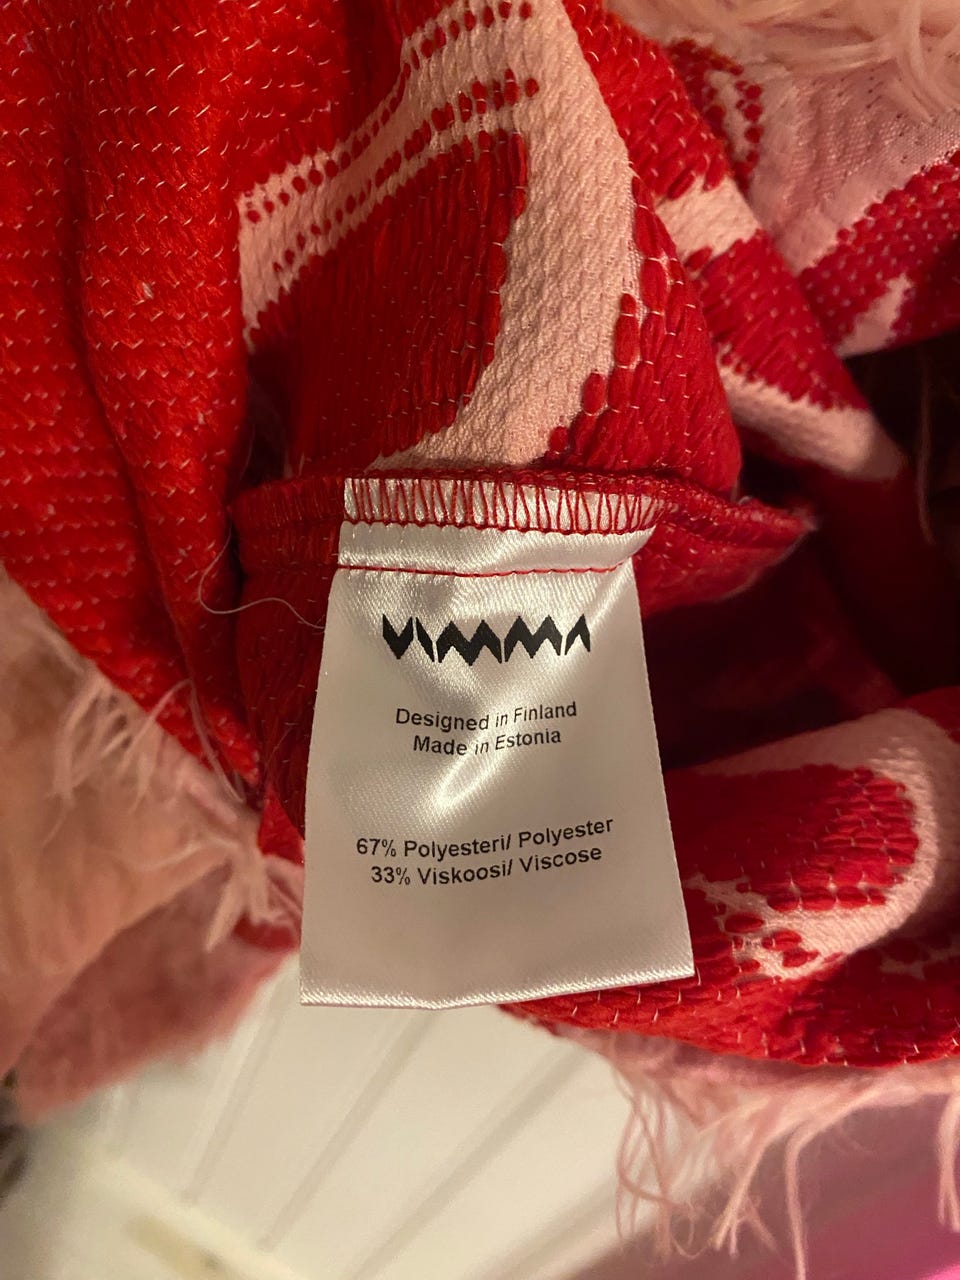 VIMMA
Designed in Finland
Made in Estonia
67% Polyesteri/ Polyester
33% Viskoosi/ Viscose